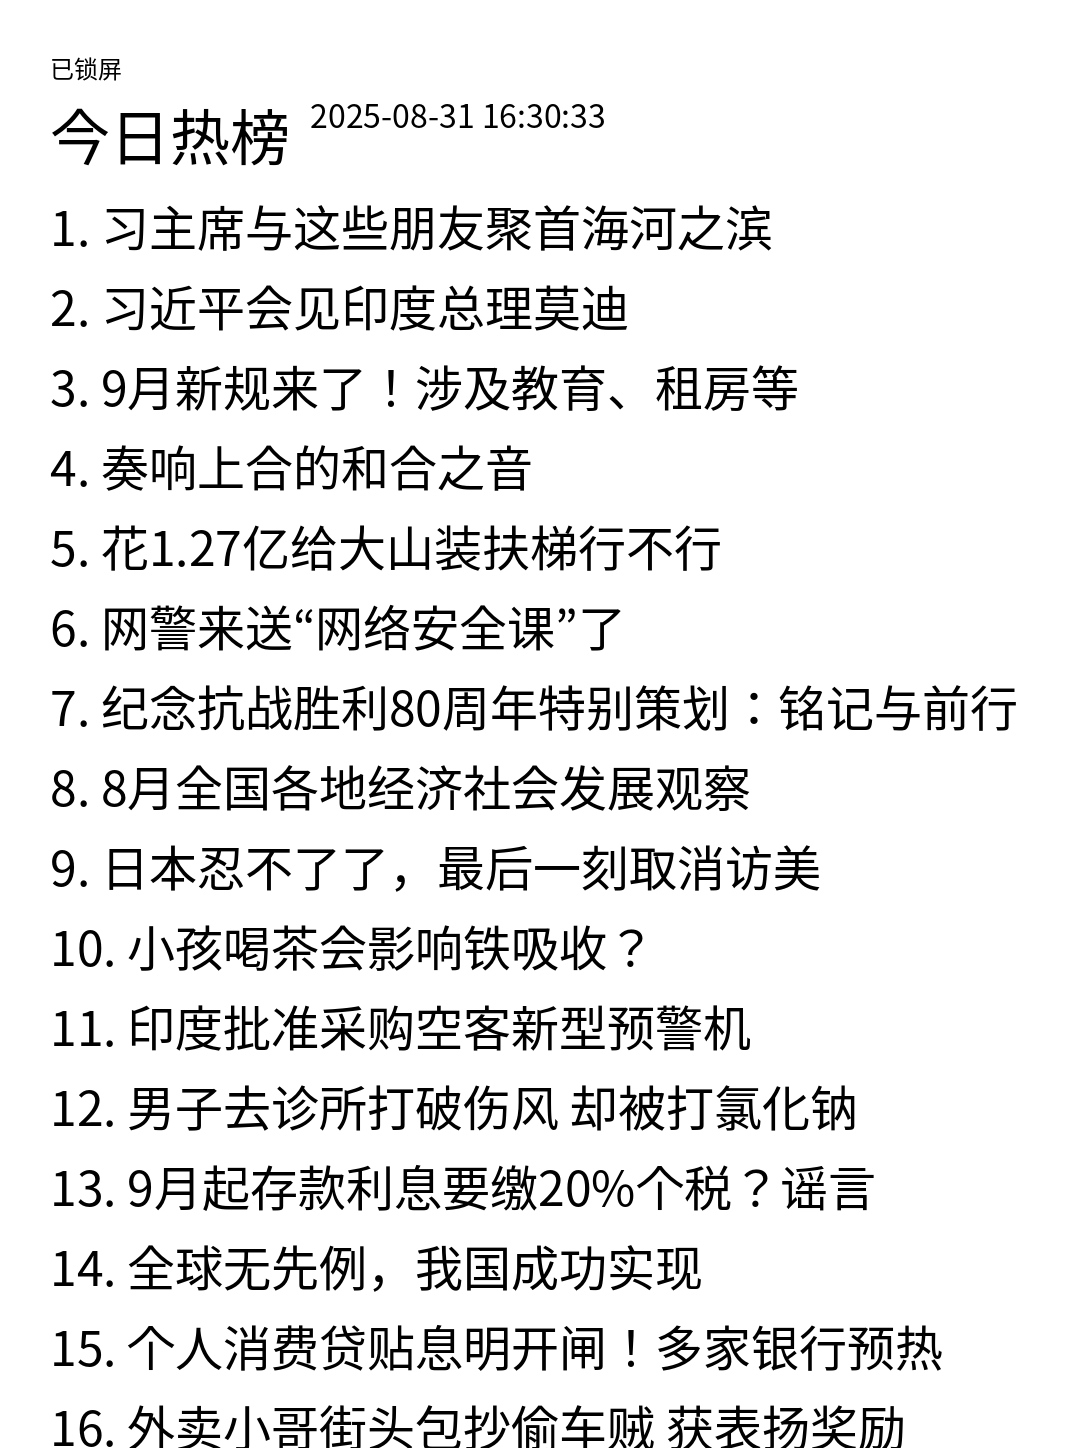 已锁屏
今日热榜 2025-08-31 16:30:33
1. 习主席与这些朋友聚首海河之滨
2. 习近平会见印度总理莫迪
3. 9月新规来了！涉及教育、租房等
4. 奏响上合的和合之音
5. 花1.27亿给大山装扶梯行不行
6. 网警来送“网络安全课”了
7. 纪念抗战胜利80周年特别策划：铭记与前行
8. 8月全国各地经济社会发展观察
9. 日本忍不了了，最后一刻取消访美
10. 小孩喝茶会影响铁吸收？
11. 印度批准采购空客新型预警机
12. 男子去诊所打破伤风 却被打氯化钠
13. 9月起存款利息要缴20%个税？谣言
14. 全球无先例，我国成功实现
15. 个人消费贷贴息明开闸！多家银行预热
16. 外卖小哥街头包抄偷车贼 获表扬奖励